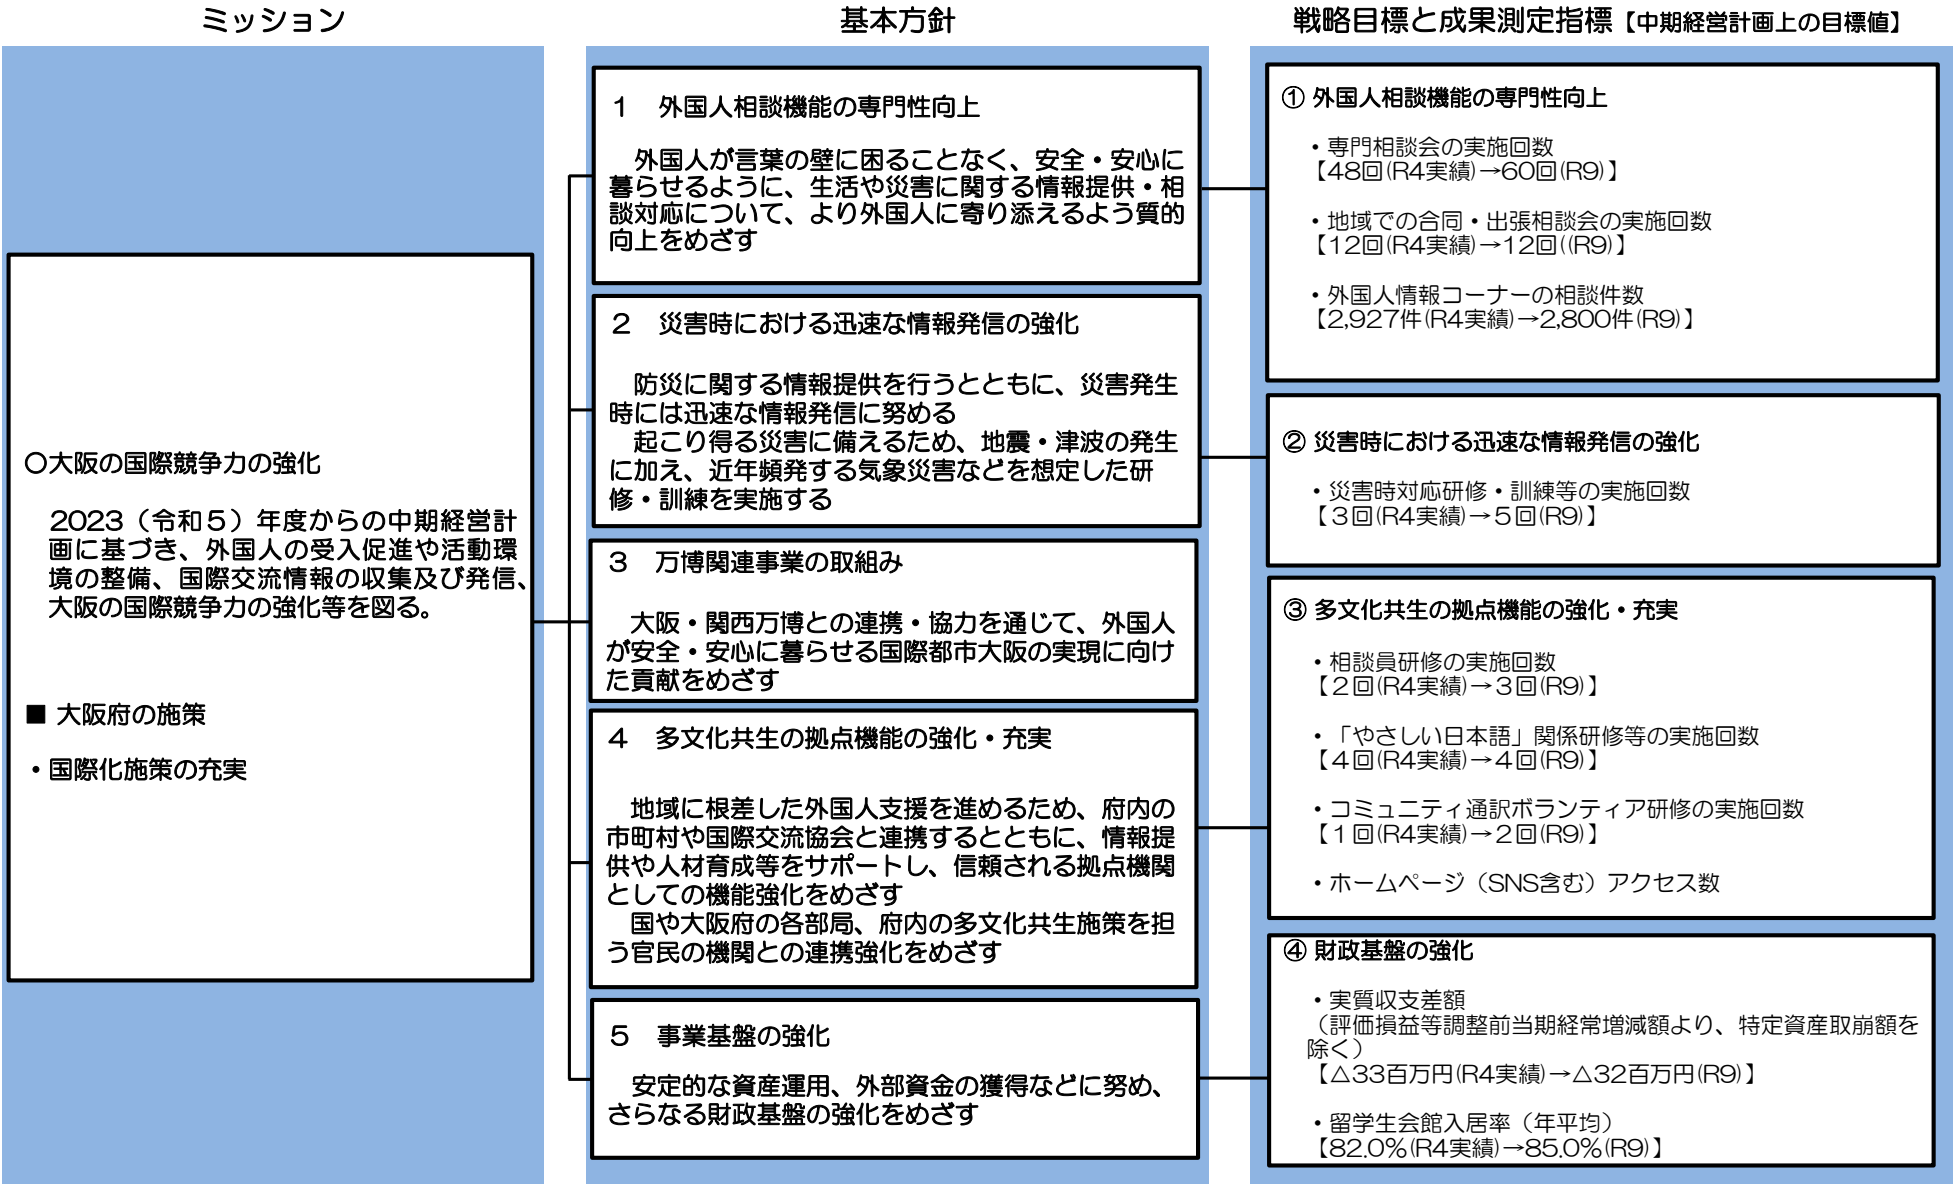 ミッション
○大阪の国際競争力の強化
2023（令和５）年度からの中期経営計
画に基づき、外国人の受入促進や活動環
境の整備、国際交流情報の収集及び発信、
大阪の国際競争力の強化等を図る。
■ 大阪府の施策
・国際化施策の充実
基本方針
１　外国人相談機能の専門性向上
外国人が言葉の壁に困ることなく、安全・安心に
暮らせるように、生活や災害に関する情報提供・相
談対応について、より外国人に寄り添えるよう質的
向上をめざす
２　災害時における迅速な情報発信の強化
防災に関する情報提供を行うとともに、災害発生
時には迅速な情報発信に努める
起こり得る災害に備えるため、地震・津波の発生
に加え、近年頻発する気象災害などを想定した研
修・訓練を実施する
３　万博関連事業の取組み
大阪・関西万博との連携・協力を通じて、外国人
が安全・安心に暮らせる国際都市大阪の実現に向け
た貢献をめざす
４　多文化共生の拠点機能の強化・充実
地域に根差した外国人支援を進めるため、府内の
市町村や国際交流協会と連携するとともに、情報提
供や人材育成等をサポートし、信頼される拠点機関
としての機能強化をめざす
国や大阪府の各部局、府内の多文化共生施策を担
う官民の機関との連携強化をめざす
５　事業基盤の強化
安定的な資産運用、外部資金の獲得などに努め、
さらなる財政基盤の強化をめざす
戦略目標と成果測定指標【中期経営計画上の目標値】
① 外国人相談機能の専門性向上
・専門相談会の実施回数
【48回(R4実績)→60回(R9)】
・地域での合同・出張相談会の実施回数
【12回(R4実績)→12回((R9)】
・外国人情報コーナーの相談件数
【2,927件(R4実績)→2,800件(R9)】
② 災害時における迅速な情報発信の強化
・災害時対応研修・訓練等の実施回数
【３回(R4実績)→５回(R9)】
③ 多文化共生の拠点機能の強化・充実
・相談員研修の実施回数
【２回(R4実績)→３回(R9)】
・「やさしい日本語」関係研修等の実施回数
【４回(R4実績)→４回(R9)】
・コミュニティ通訳ボランティア研修の実施回数
【１回(R4実績)→２回(R9)】
・ホームページ（SNS含む）アクセス数
④ 財政基盤の強化
・実質収支差額
（評価損益等調整前当期経常増減額より、特定資産取崩額を
除く）
【△33百万円(R4実績)→△32百万円(R9)】
・留学生会館入居率（年平均）
【82.0%(R4実績)→85.0%(R9)】